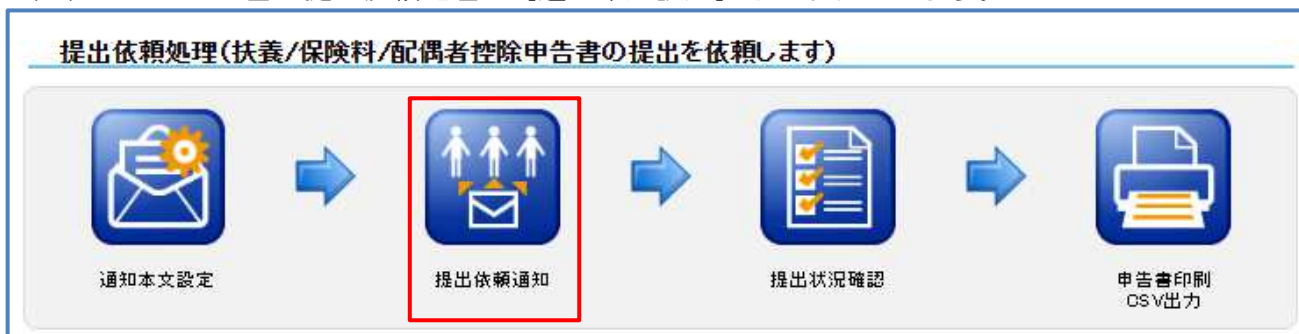 提出依頼処理(扶養/保険料/配偶者控除申告書の提出を依頼します)
通知本文設定
提出依頼通知
提出状況確認
申告書印刷
CSV出力